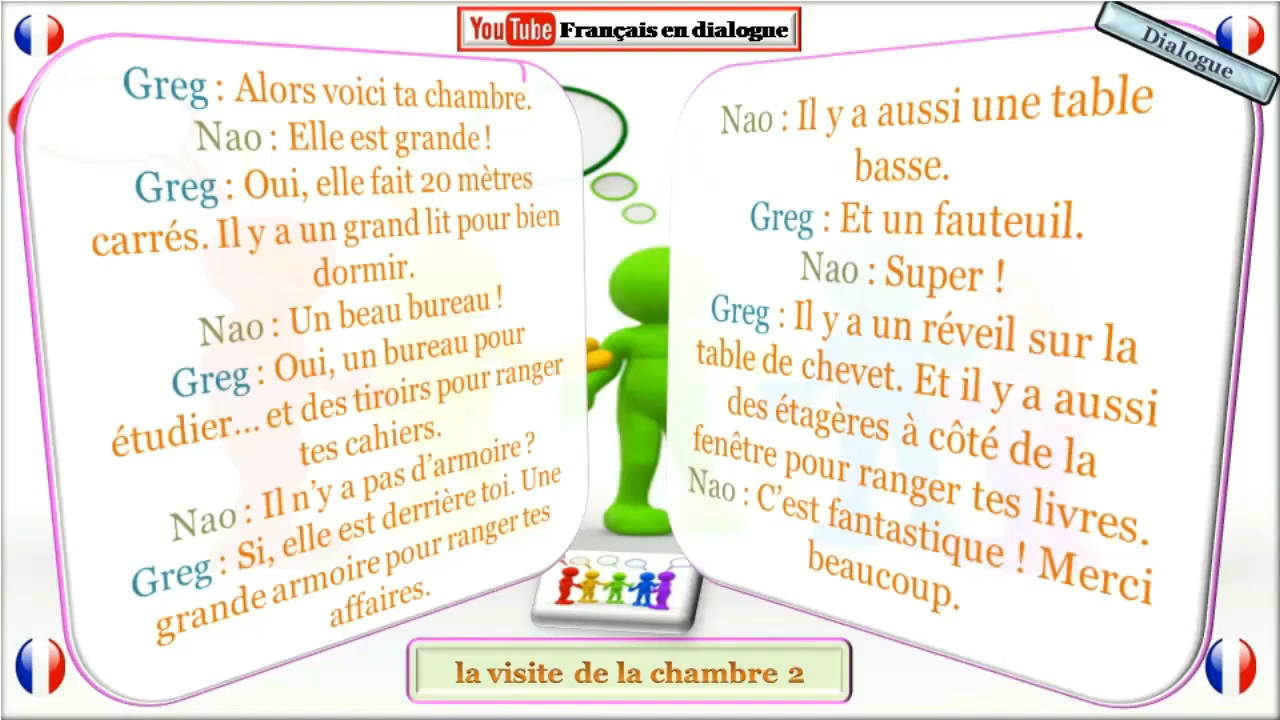 YouTube Français en dialogue
Dialogue
Greg : Alors voici ta chambre.
Nao : Elle est grande !
Greg : Oui, elle fait 20 mètres
carrés. Il y a un grand lit pour bien
dormir.
Nao : Un beau bureau !
Greg : Oui, un bureau pour
étudier... et des tiroirs pour ranger
tes cahiers.
Nao : Il n'y a pas d'armoire ?
Greg : Si, elle est derrière toi. Une
grande armoire pour ranger tes
affaires.
Nao : Il y a aussi une table
basse.
Greg : Et un fauteuil.
Nao : Super !
Greg : Il y a un réveil sur la
table de chevet. Et il y a aussi
des étagères à côté de la
fenêtre pour ranger tes livres.
Nao : C'est fantastique ! Merci
beaucoup.
la visite de la chambre 2